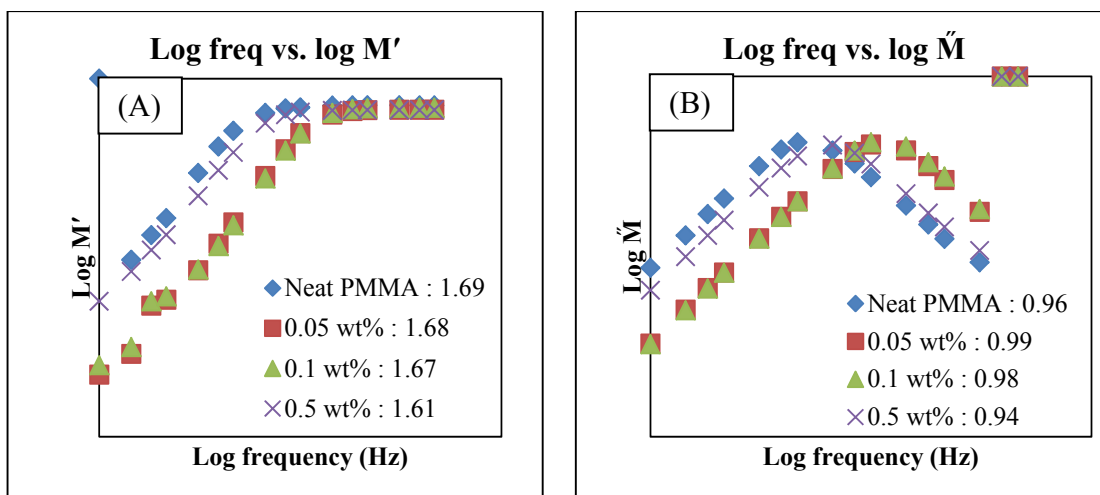 Log freq vs. log M′
(A)
Log M′
Neat PMMA : 1.69
0.05 wt% : 1.68
0.1 wt% : 1.67
0.5 wt% : 1.61
Log frequency (Hz)
Log freq vs. log M̋
(B)
Log M̋
Neat PMMA : 0.96
0.05 wt% : 0.99
0.1 wt% : 0.98
0.5 wt% : 0.94
Log frequency (Hz)